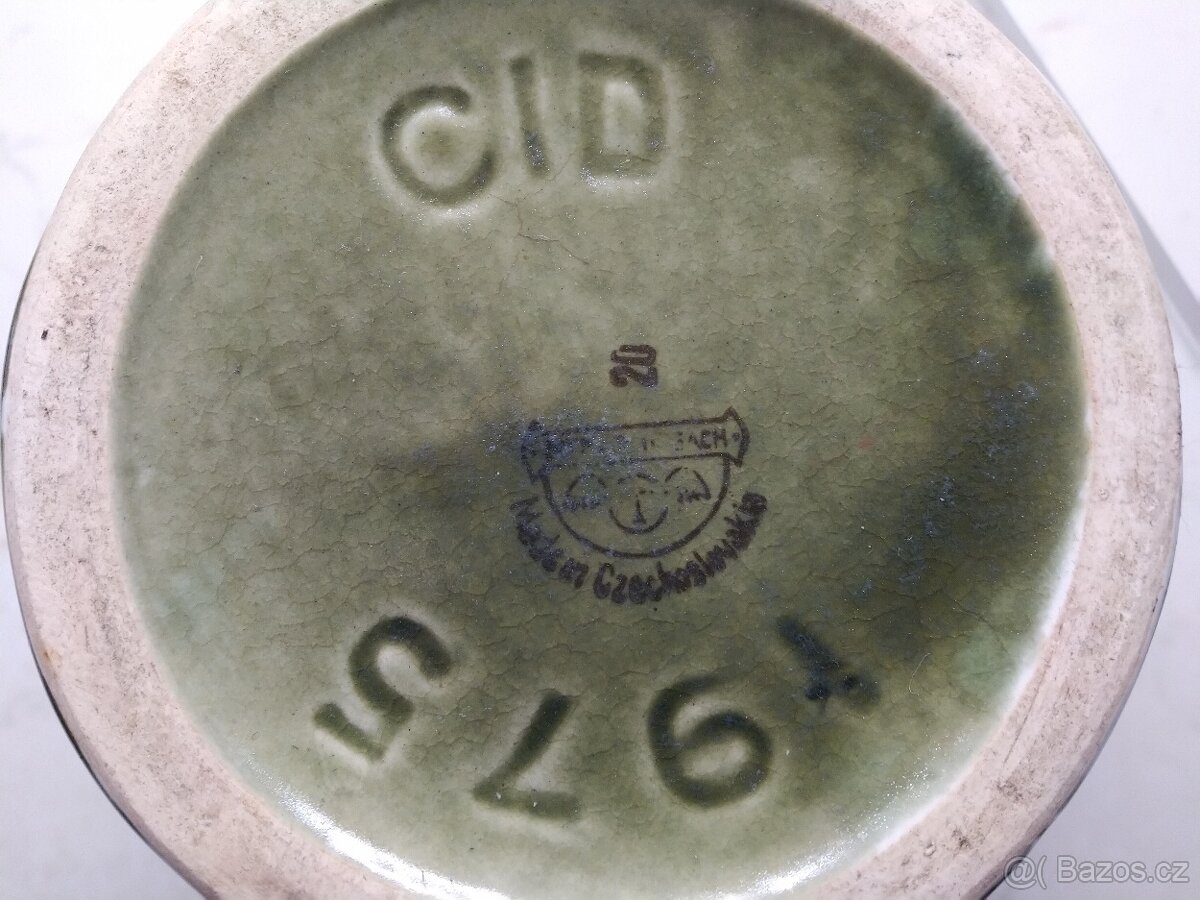 CID
20
Made in Czechoslovakia
1975
@( Bazos.cz